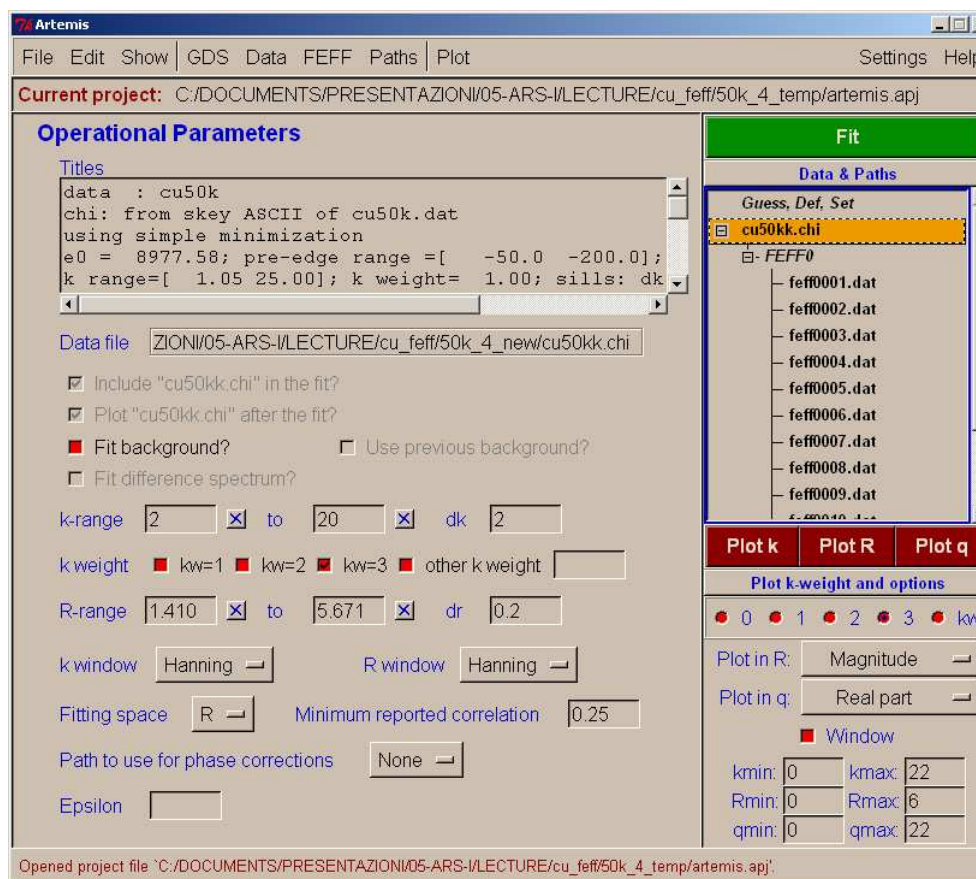 Artemis
File Edit Show GDS Data FEFF Paths Plot Settings Help
Current project: C:/DOCUMENTS/PRESENTAZIONI/05-ARS-I/LECTURE/cu_feff/50k_4_temp/artemis.apj
Operational Parameters
Titles
data : cu50k
chi: from skey ASCII of cu50k.dat
using simple minimization
e0 = 8977.58; pre-edge range =[ -50.0 -200.0];
k range=[ 1.05 25.00]; k weight= 1.00; sills: dk
Data file ZIONI/05-ARS-I/LECTURE/cu_feff/50k_4_new/cu50kk.chi
Include "cu50kk.chi" in the fit?
Plot "cu50kk.chi" after the fit?
Fit background? Use previous background?
Fit difference spectrum?
k-range 2 to 20 dk 2
k weight kw=1 kw=2 kw=3 other k weight
R-range 1.410 to 5.671 dr 0.2
k window Hanning R window Hanning
Fitting space R Minimum reported correlation 0.25
Path to use for phase corrections None
Epsilon
Fit
Data & Paths
Guess, Def, Set
cu50kk.chi
FEFF0
feff0001.dat
feff0002.dat
feff0003.dat
feff0004.dat
feff0005.dat
feff0006.dat
feff0007.dat
feff0008.dat
feff0009.dat
Plot k Plot R Plot q
Plot k-weight and options
0 1 2 3 kw
Plot in R: Magnitude
Plot in q: Real part
Window
kmin: 0 kmax: 22
Rmin: 0 Rmax: 6
qmin: 0 qmax: 22
Opened project file `C:/DOCUMENTS/PRESENTAZIONI/05-ARS-I/LECTURE/cu_feff/50k_4_temp/artemis.apj'.